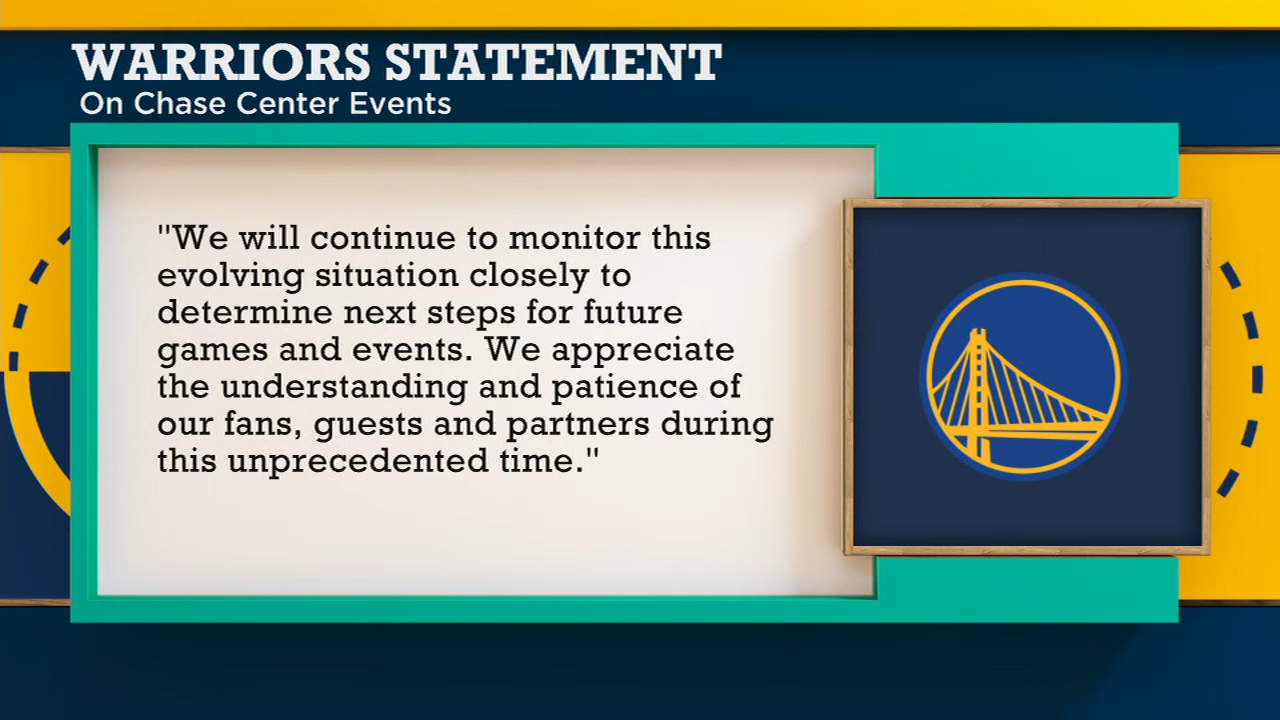 WARRIORS STATEMENT
On Chase Center Events
"We will continue to monitor this
evolving situation closely to
determine next steps for future
games and events. We appreciate
the understanding and patience of
our fans, guests and partners during
this unprecedented time."